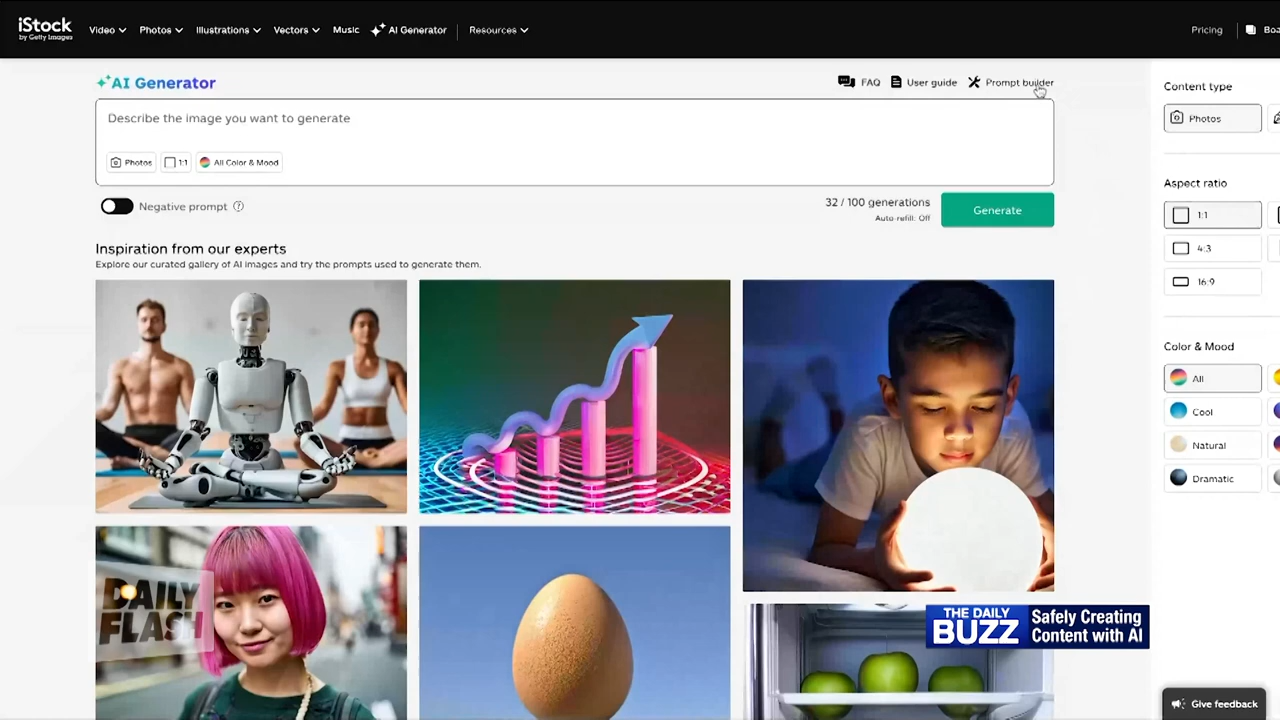 iStock
by Getty Images
Video
Photos
Illustrations
Vectors
Music
AI Generator
Resources
Pricing
AI Generator
FAQ
User guide
Prompt builder
Describe the image you want to generate
Photos
1:1
All Color & Mood
Negative prompt ?
32 / 100 generations
Auto-refill: Off
Generate
Inspiration from our experts
Explore our curated gallery of AI images and try the prompts used to generate them.
Content type
Photos
Aspect ratio
1:1
4:3
16:9
Color & Mood
All
Cool
Natural
Dramatic
DAILY
FLASH
THE DAILY
BUZZ
Safely Creating
Content with AI
Give feedback